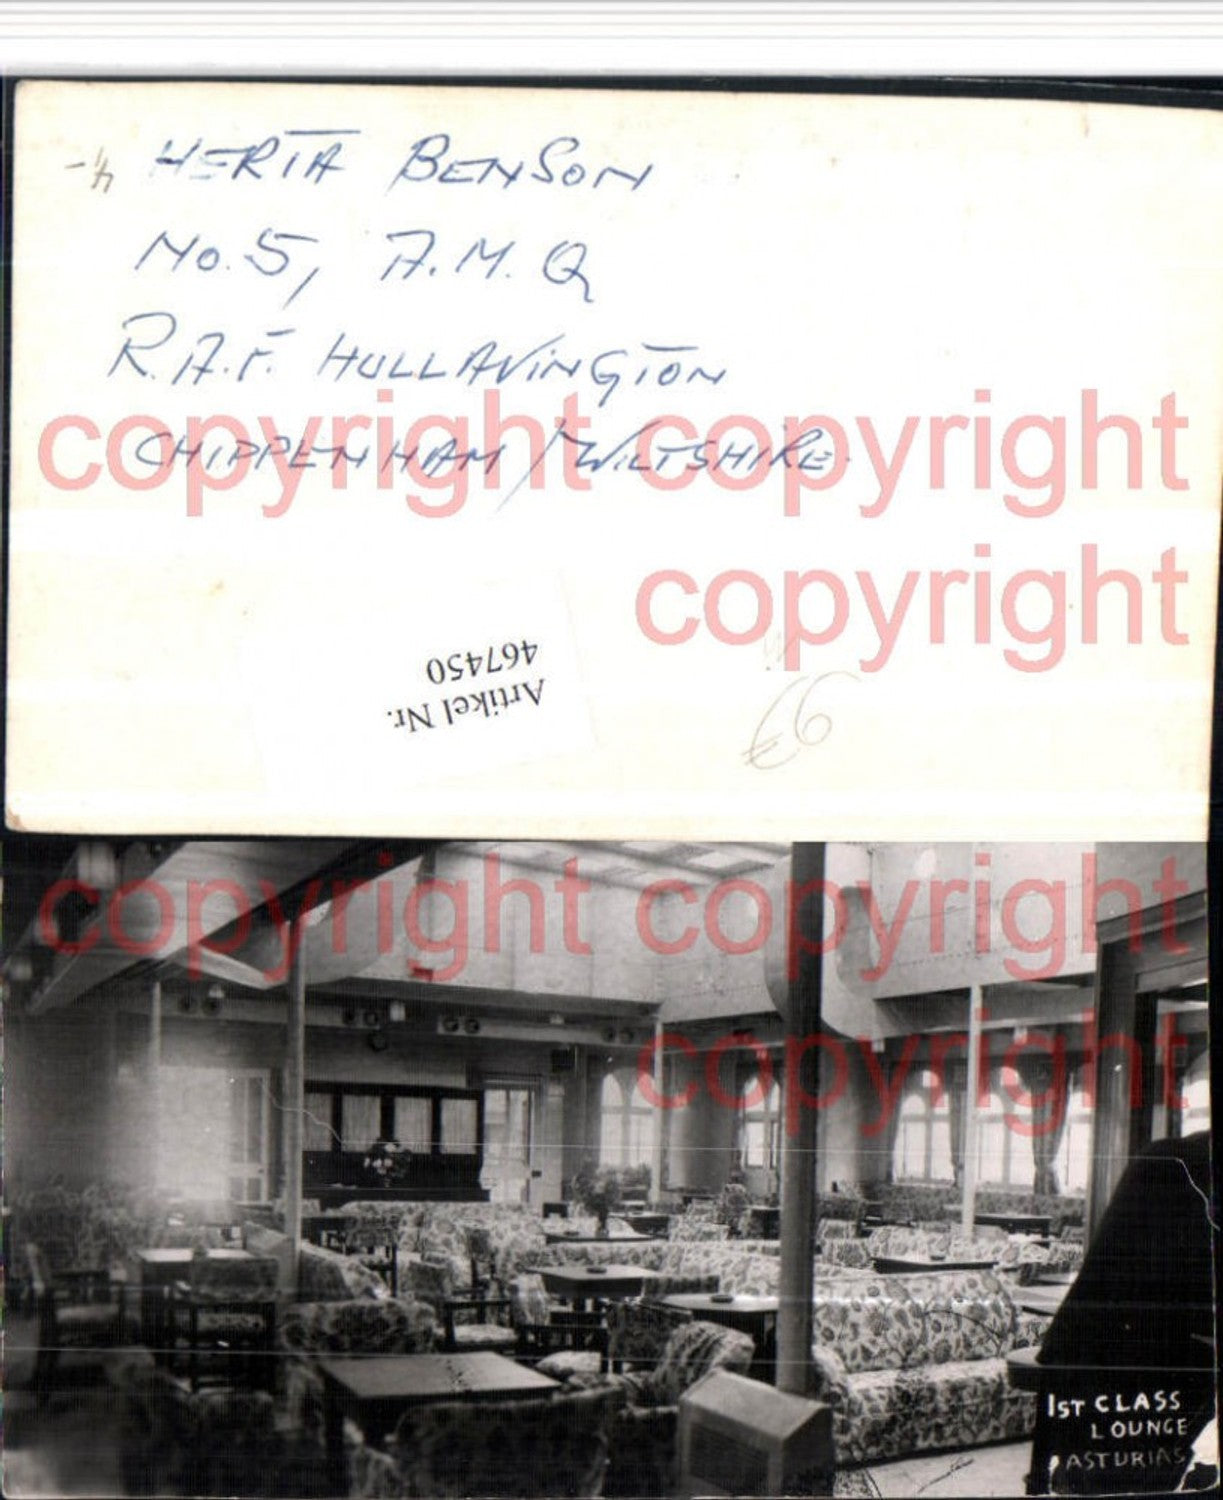 -4 HERTA BENSON
No. 5, A.M.Q
R.A.F. HULLAVINGTON
CHIPPENHAM / WILTSHIRE.
copyright copyright
copyright
Artikel Nr.
467450
€6
copyright copyright
copyright
1ST CLASS
LOUNGE
ASTURIAS